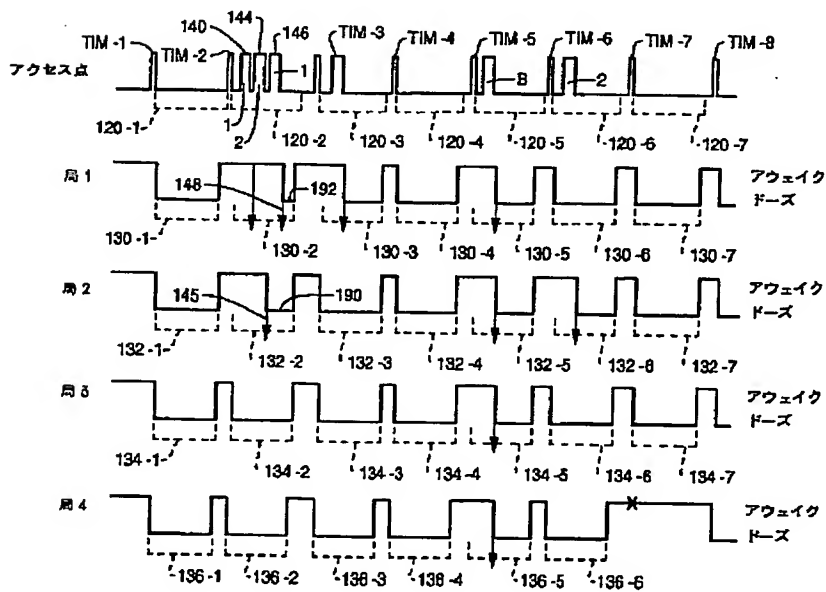 144
140 146
TIM-1 TIM-2 TIM-3 TIM-4 TIM-5 TIM-6 TIM-7 TIM-8
アクセス点
1 B 2
1 2
120-1 120-2 120-3 120-4 120-5 120-6 120-7
局1 148 192 アウェイク
ドーズ
130-1 130-2 130-3 130-4 130-5 130-6 130-7
局2 145 190 アウェイク
ドーズ
132-1 132-2 132-3 132-4 132-5 132-6 132-7
局3 アウェイク
ドーズ
134-1 134-2 134-3 134-4 134-5 134-6 134-7
局4 アウェイク
ドーズ
136-1 136-2 136-3 136-4 136-5 136-6